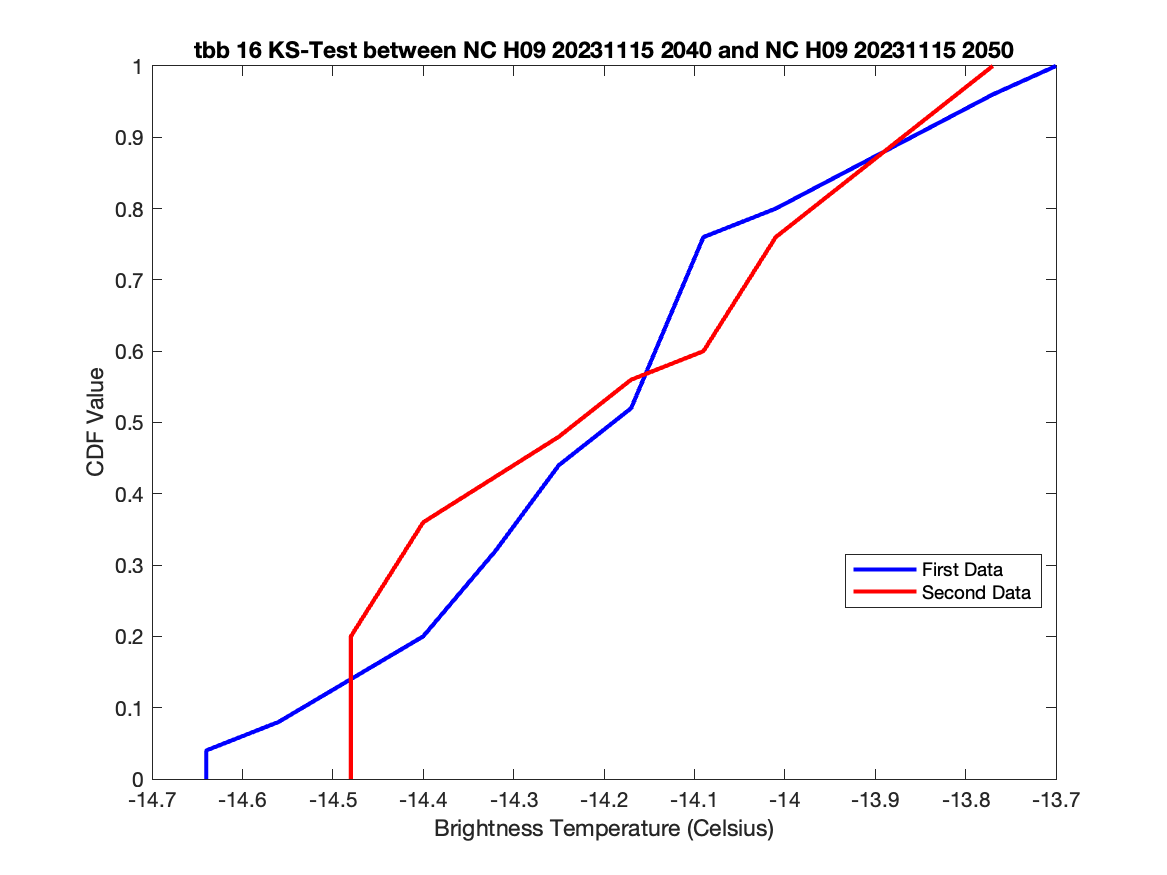 tbb 16 KS-Test between NC H09 20231115 2040 and NC H09 20231115 2050
1
0.9
0.8
0.7
0.6
0.5
0.4
0.3
0.2
0.1
0
CDF Value
First Data
Second Data
-14.7 -14.6 -14.5 -14.4 -14.3 -14.2 -14.1 -14 -13.9 -13.8 -13.7
Brightness Temperature (Celsius)